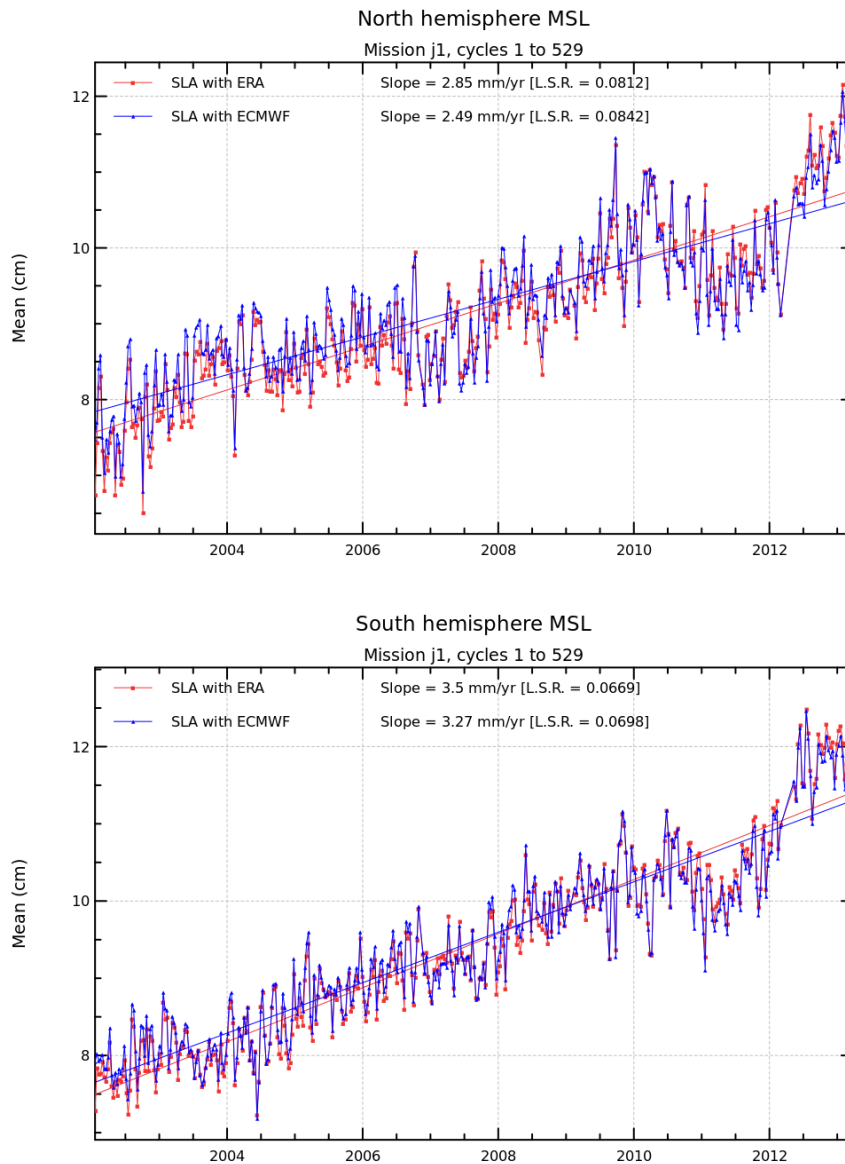 North hemisphere MSL
Mission j1, cycles 1 to 529
SLA with ERA Slope = 2.85 mm/yr [L.S.R. = 0.0812]
SLA with ECMWF Slope = 2.49 mm/yr [L.S.R. = 0.0842]
12
10
8
Mean (cm)
2004 2006 2008 2010 2012
South hemisphere MSL
Mission j1, cycles 1 to 529
SLA with ERA Slope = 3.5 mm/yr [L.S.R. = 0.0669]
SLA with ECMWF Slope = 3.27 mm/yr [L.S.R. = 0.0698]
12
10
8
Mean (cm)
2004 2006 2008 2010 2012